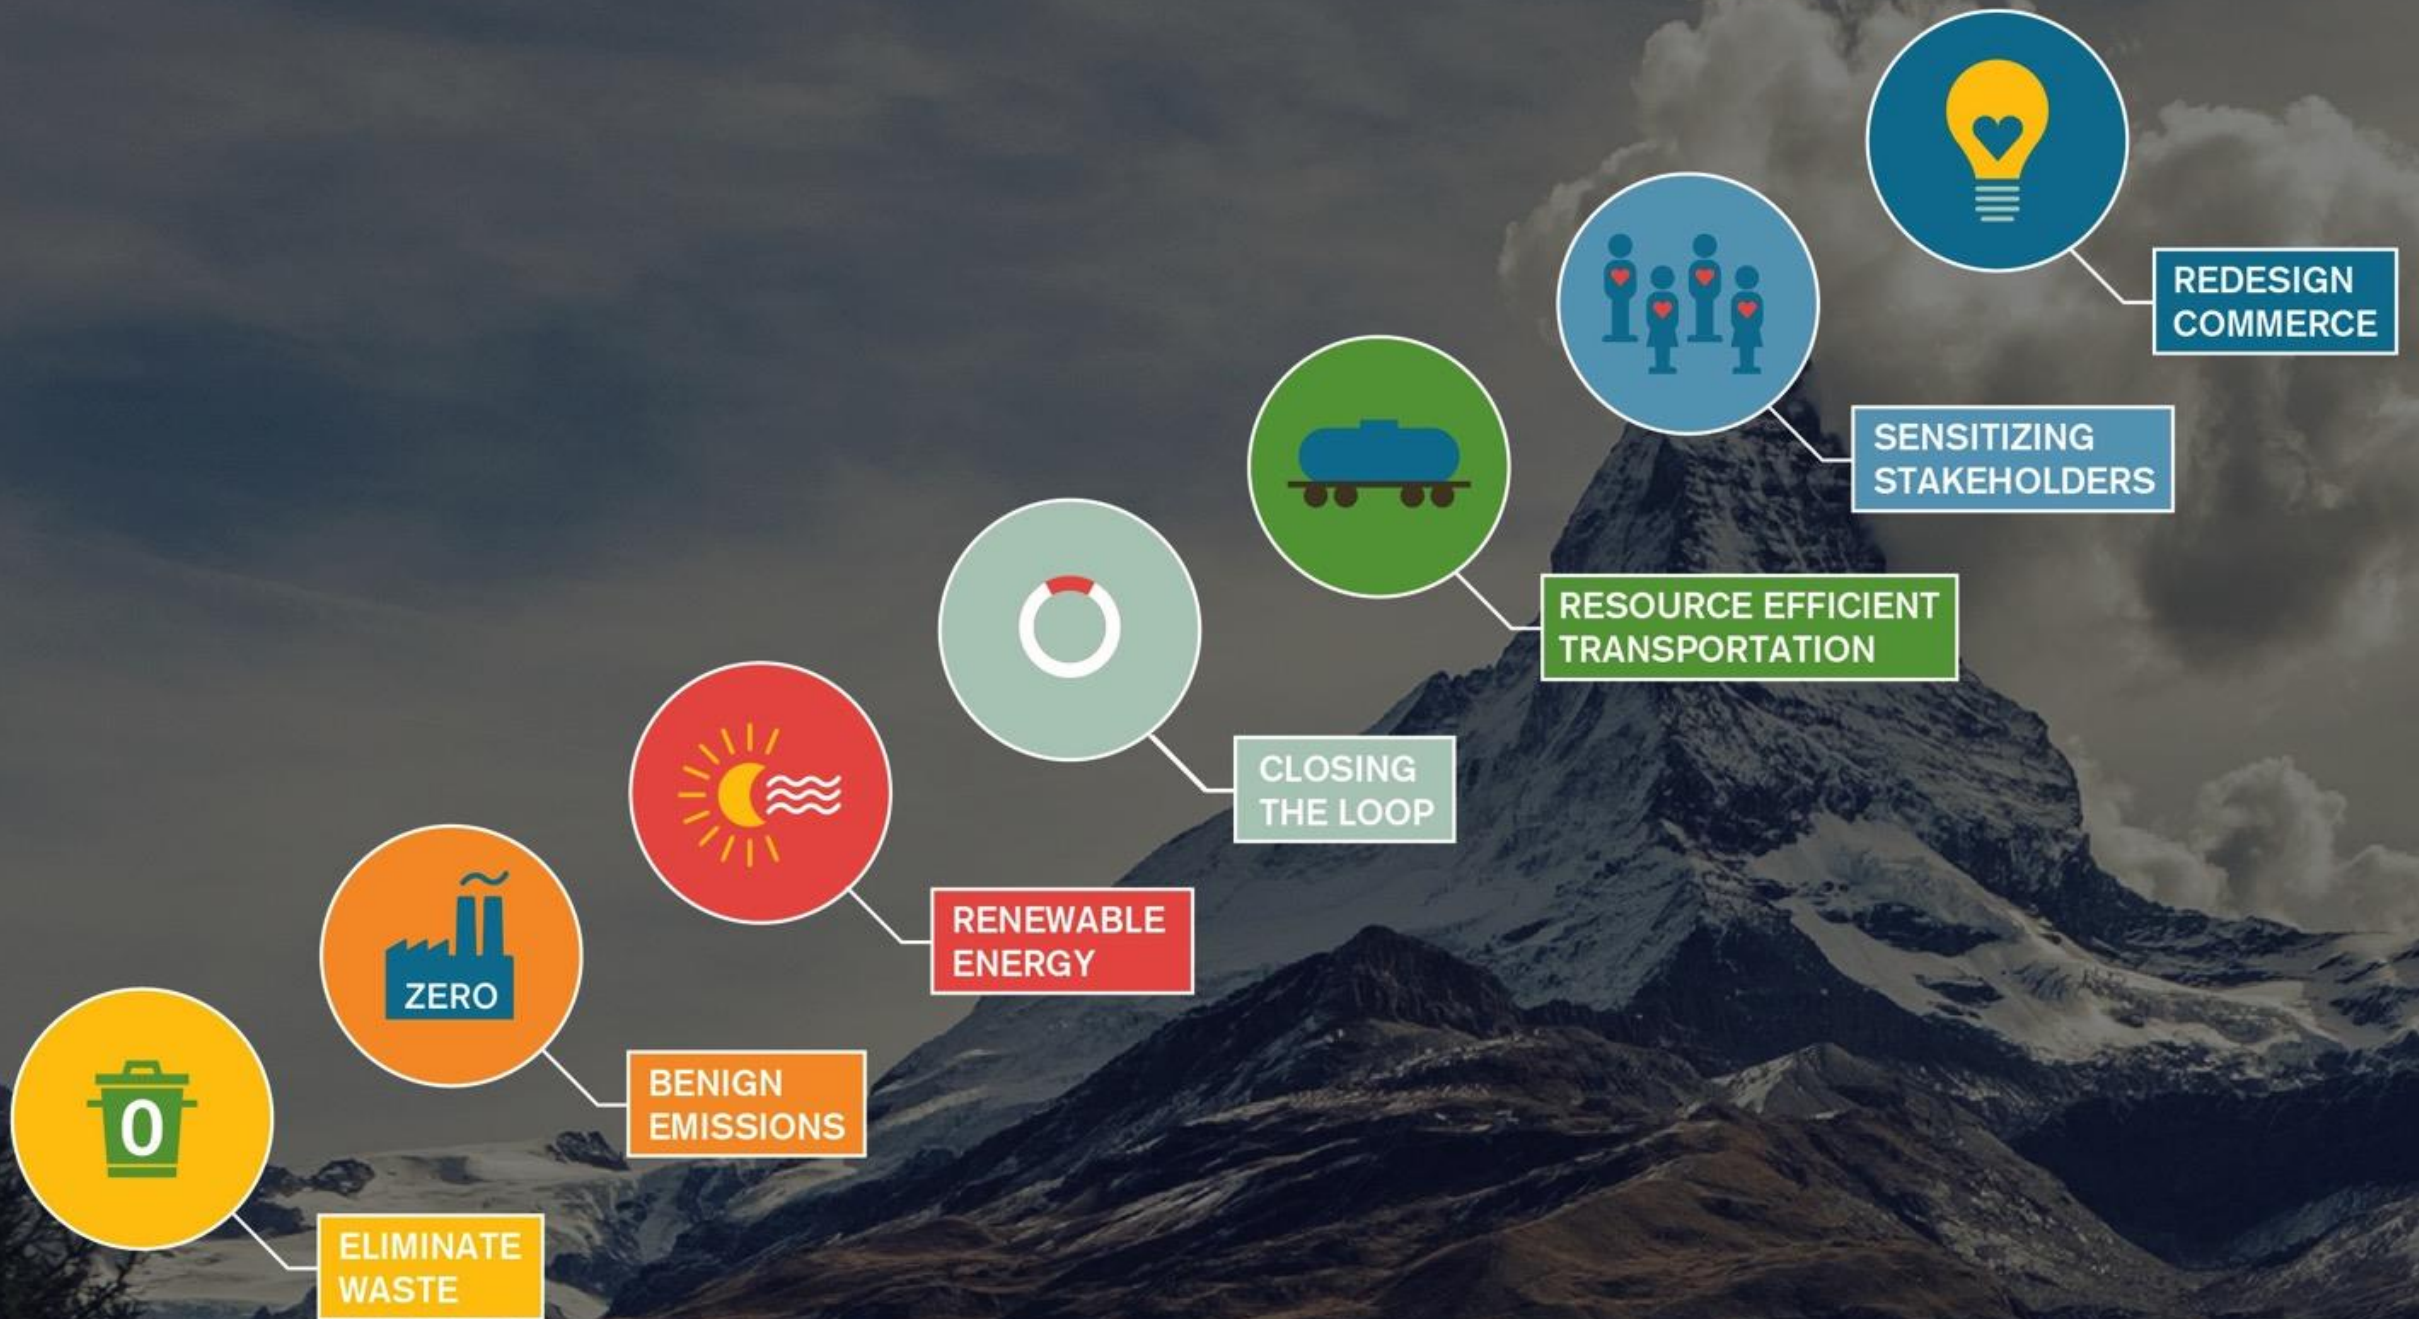 REDESIGN
COMMERCE
SENSITIZING
STAKEHOLDERS
RESOURCE EFFICIENT
TRANSPORTATION
CLOSING
THE LOOP
RENEWABLE
ENERGY
ZERO
BENIGN
EMISSIONS
0
ELIMINATE
WASTE